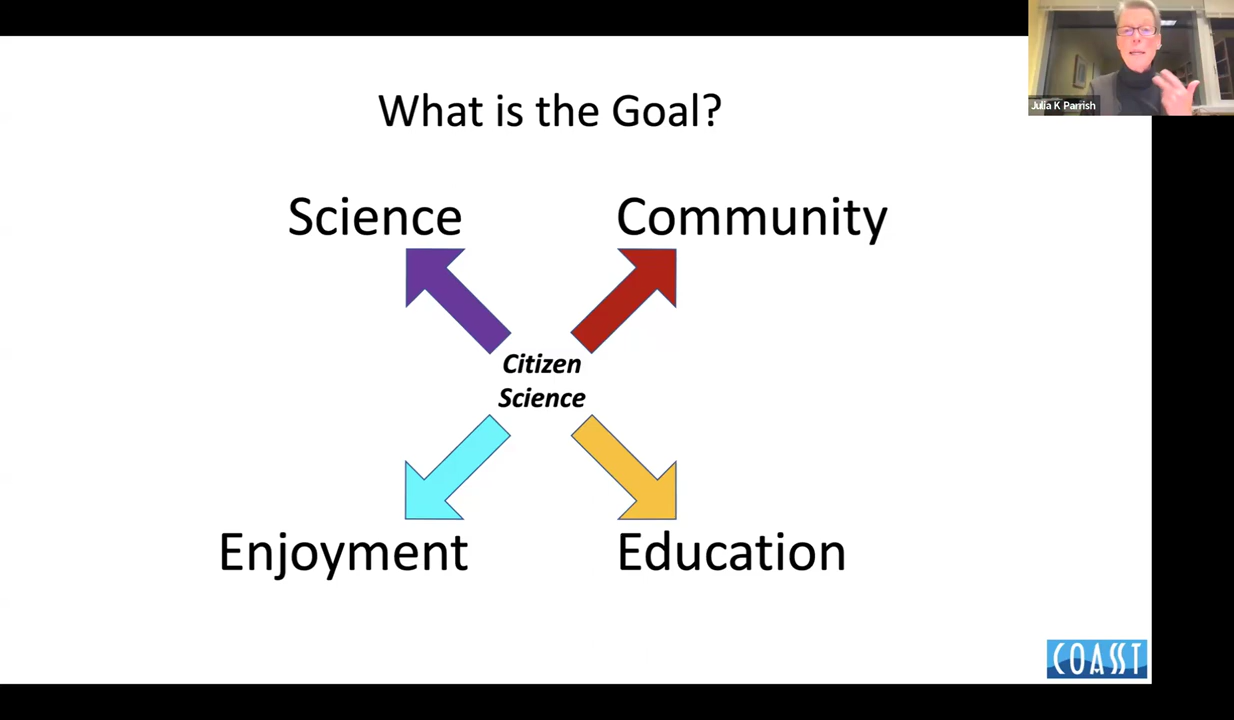 Julia K Parrish
What is the Goal?
Science
Community
Citizen
Science
Enjoyment
Education
COASST